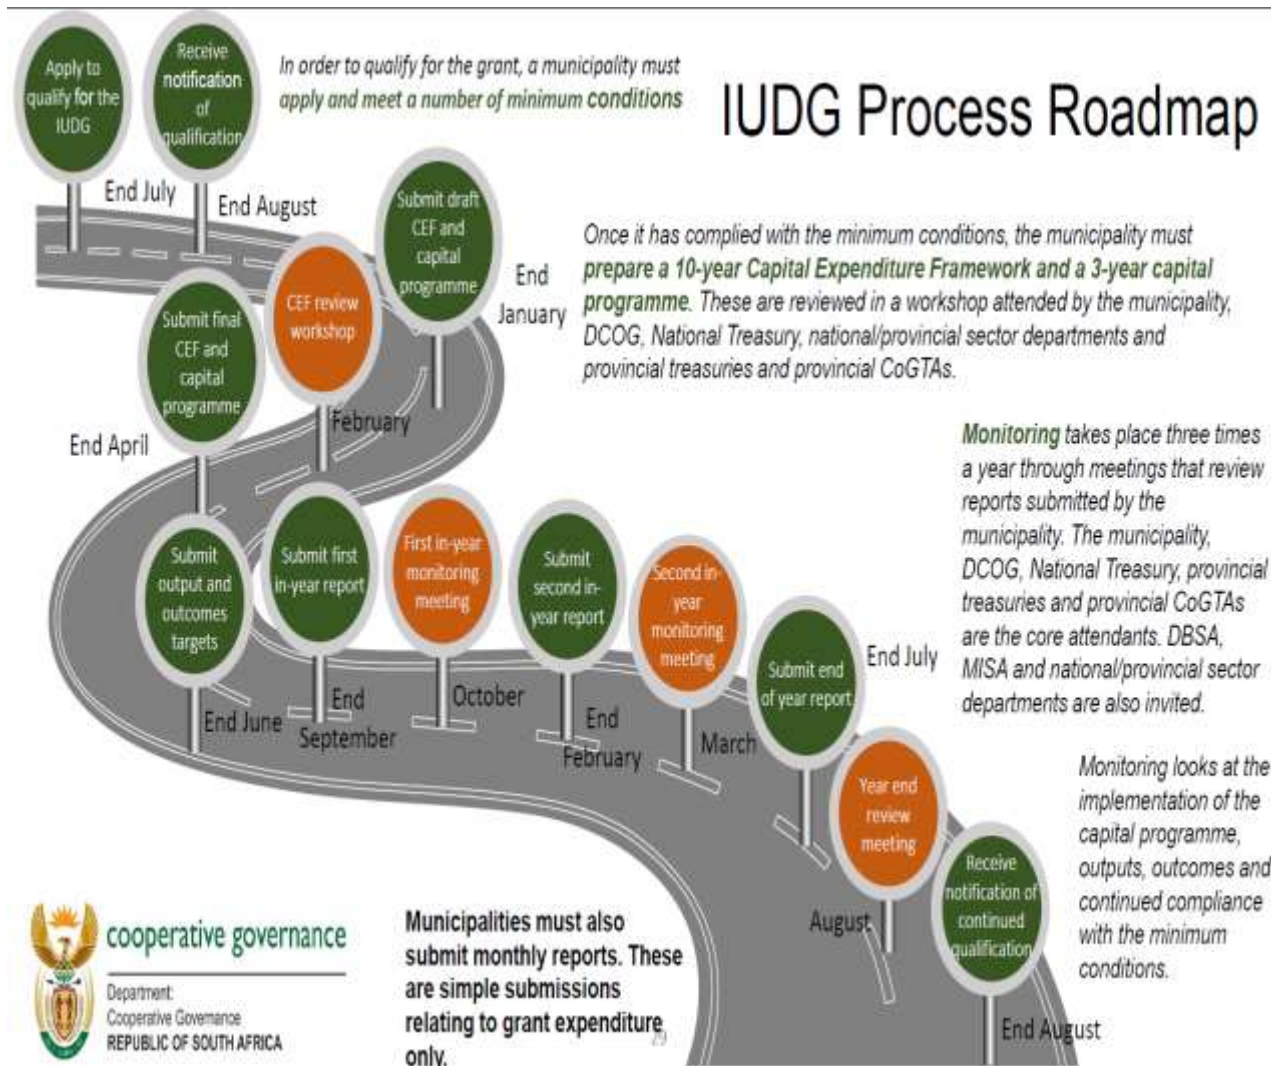 IUDG Process Roadmap
Apply to
qualify for the
IUDG
End July
Receive
notification
of
qualification
End August
In order to qualify for the grant, a municipality must
apply and meet a number of minimum conditions
Submit draft
CEF and
capital
programme
End
January
Once it has complied with the minimum conditions, the municipality must
prepare a 10-year Capital Expenditure Framework and a 3-year capital
programme. These are reviewed in a workshop attended by the municipality,
DCOG, National Treasury, national/provincial sector departments and
provincial treasuries and provincial CoGTAs.
CEF review
workshop
February
Submit final
CEF and
capital
programme
End April
Submit
output and
outcomes
targets
End June
Submit first
in-year report
End
September
First in-year
monitoring
meeting
October
Submit
second in-
year report
End
February
Second in-
year
monitoring
meeting
March
Submit end
of year report
End July
Year end
review
meeting
August
Receive
notification of
continued
qualification
End August
Monitoring takes place three times
a year through meetings that review
reports submitted by the
municipality. The municipality,
DCOG, National Treasury, provincial
treasuries and provincial CoGTAs
are the core attendants. DBSA,
MISA and national/provincial sector
departments are also invited.
Monitoring looks at the
implementation of the
capital programme,
outputs, outcomes and
continued compliance
with the minimum
conditions.
Municipalities must also
submit monthly reports. These
are simple submissions
relating to grant expenditure
only.
29
cooperative governance
Department:
Cooperative Governance
REPUBLIC OF SOUTH AFRICA